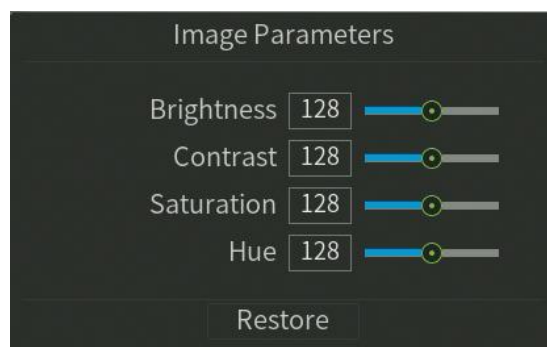 Image Parameters
Brightness 128
Contrast 128
Saturation 128
Hue 128
Restore